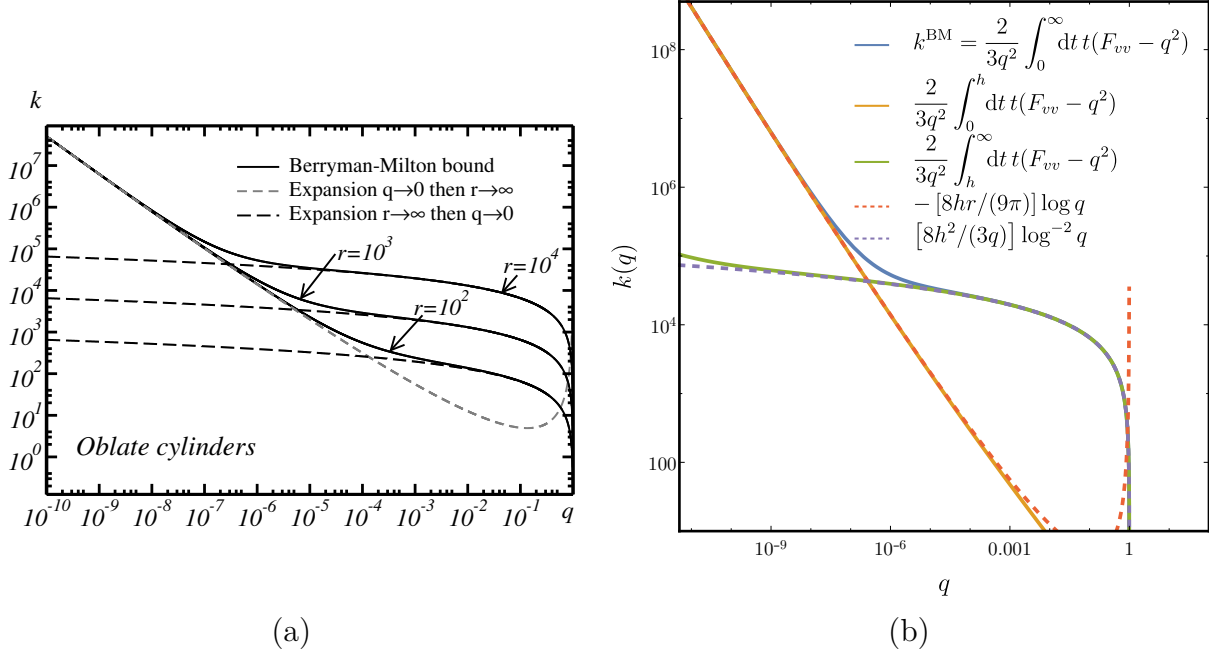 k
10^7
10^6
10^5
10^4
10^3
10^2
10^1
10^0
Berryman-Milton bound
Expansion q→0 then r→∞
Expansion r→∞ then q→0
r=10^3
r=10^4
r=10^2
Oblate cylinders
10^-10 10^-9 10^-8 10^-7 10^-6 10^-5 10^-4 10^-3 10^-2 10^-1 q
(a)
k(q)
10^8
10^6
10^4
100
k^BM = 2/(3q^2) ∫_0^∞ dt t(F_vv − q^2)
2/(3q^2) ∫_0^h dt t(F_vv − q^2)
2/(3q^2) ∫_h^∞ dt t(F_vv − q^2)
− [8hr/(9π)] log q
[8h^2/(3q)] log^−2 q
10^-9 10^-6 0.001 1
q
(b)